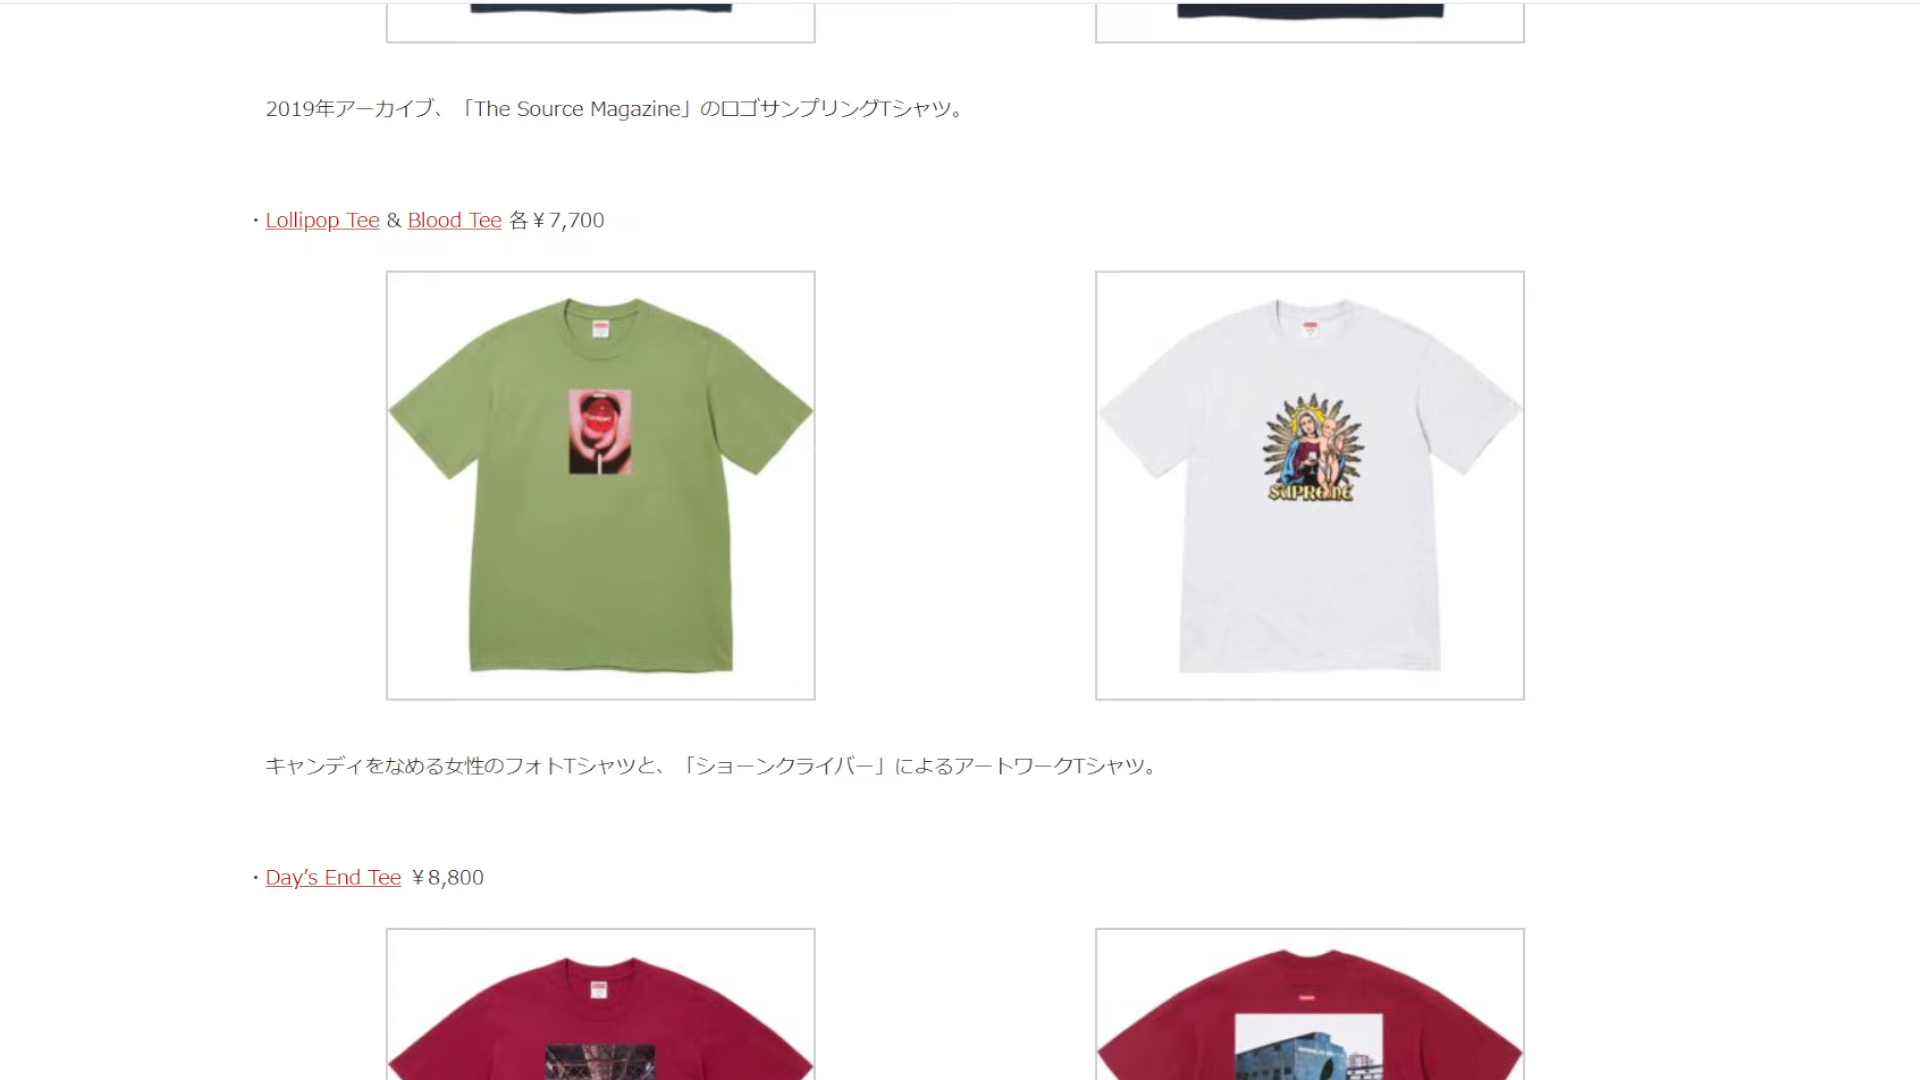 2019年アーカイブ、「The Source Magazine」のロゴサンプリングTシャツ。
・Lollipop Tee & Blood Tee 各￥7,700
SUPREME
キャンディをなめる女性のフォトTシャツと、「ショーンクライバー」によるアートワークTシャツ。
・Day’s End Tee ￥8,800